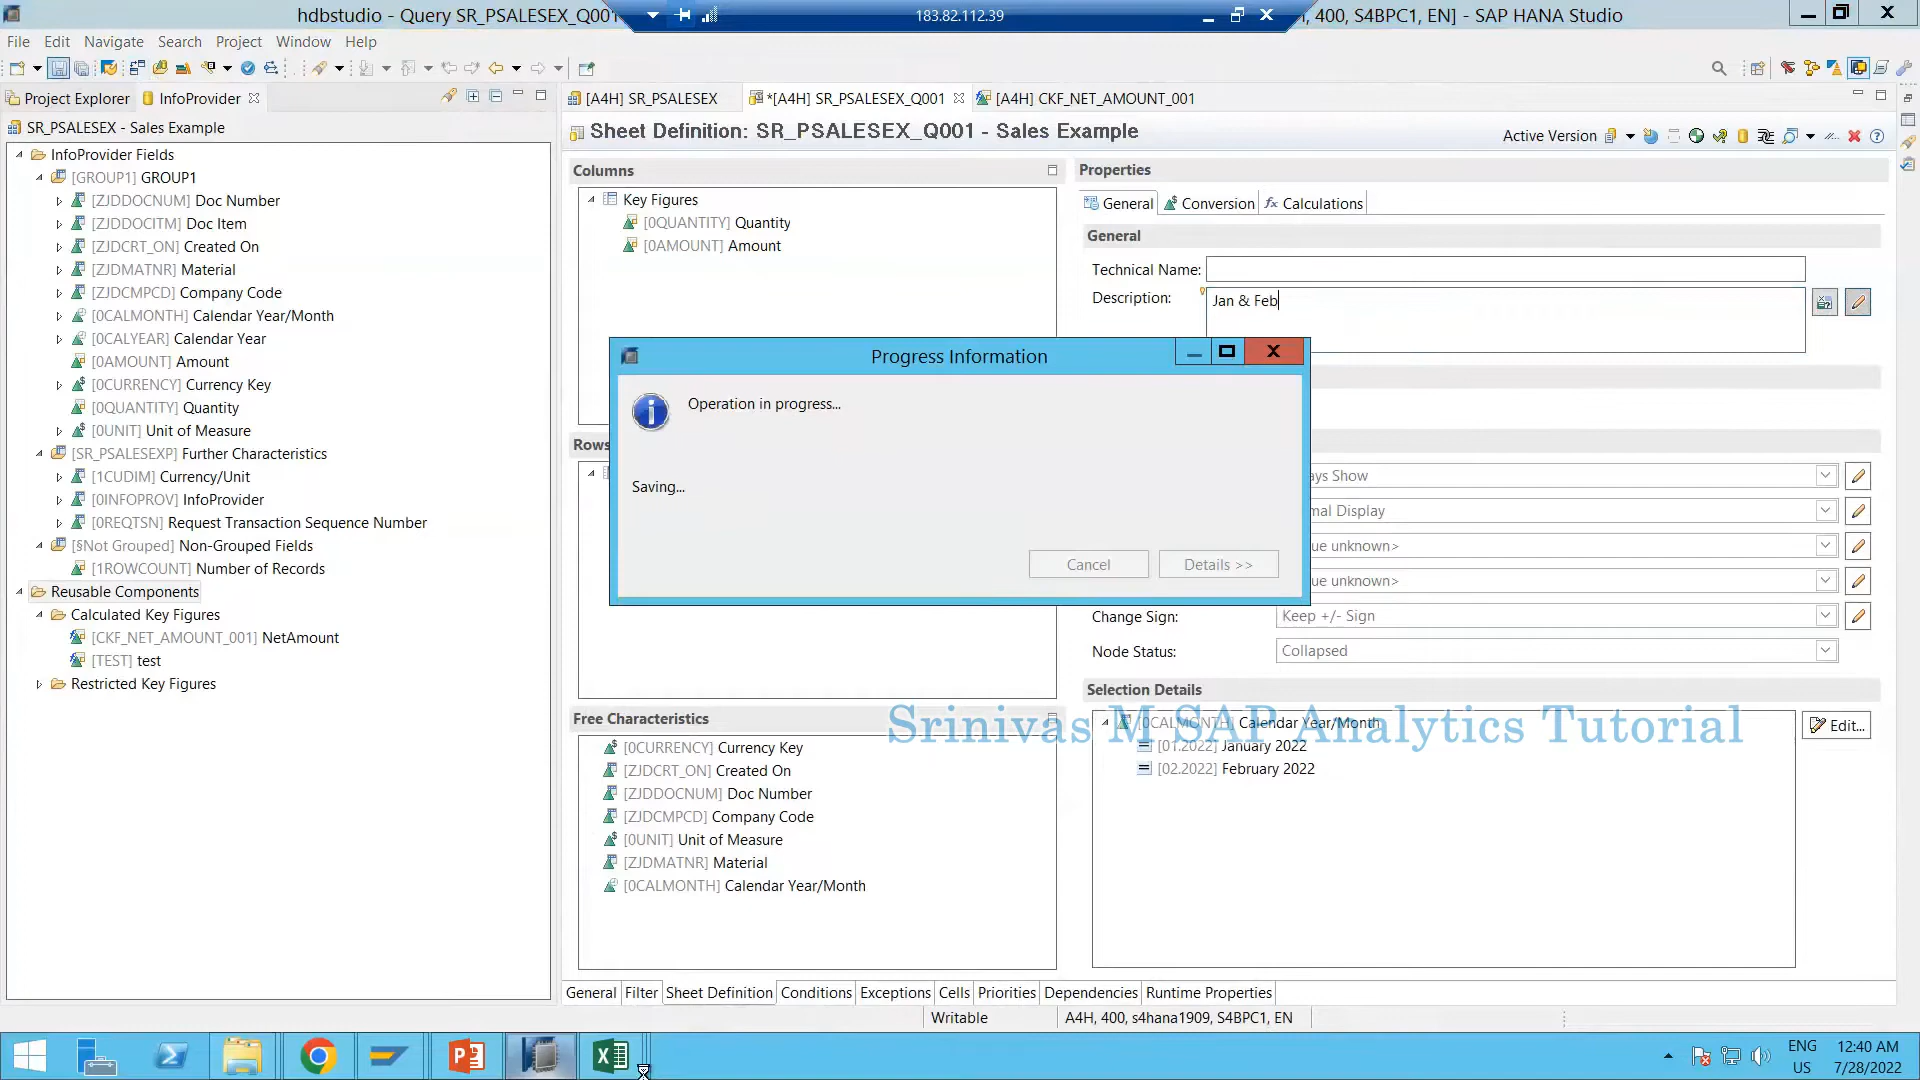 hdbstudio - Query SR_PSALESEX_Q001
183.82.112.39
, 400, S4BPC1, EN] - SAP HANA Studio
File Edit Navigate Search Project Window Help
Project Explorer InfoProvider
[A4H] SR_PSALESEX *[A4H] SR_PSALESEX_Q001 [A4H] CKF_NET_AMOUNT_001
SR_PSALESEX - Sales Example
Sheet Definition: SR_PSALESEX_Q001 - Sales Example
Active Version
InfoProvider Fields
[GROUP1] GROUP1
[ZJDDOCNUM] Doc Number
[ZJDDOCITM] Doc Item
[ZJDCRT_ON] Created On
[ZJDMATNR] Material
[ZJDCMPCD] Company Code
[0CALMONTH] Calendar Year/Month
[0CALYEAR] Calendar Year
[0AMOUNT] Amount
[0CURRENCY] Currency Key
[0QUANTITY] Quantity
[0UNIT] Unit of Measure
[SR_PSALESEXP] Further Characteristics
[1CUDIM] Currency/Unit
[0INFOPROV] InfoProvider
[0REQTSN] Request Transaction Sequence Number
[§Not Grouped] Non-Grouped Fields
[1ROWCOUNT] Number of Records
Reusable Components
Calculated Key Figures
[CKF_NET_AMOUNT_001] NetAmount
[TEST] test
Restricted Key Figures
Columns
Key Figures
[0QUANTITY] Quantity
[0AMOUNT] Amount
Rows
Free Characteristics
[0CURRENCY] Currency Key
[ZJDCRT_ON] Created On
[ZJDDOCNUM] Doc Number
[ZJDCMPCD] Company Code
[0UNIT] Unit of Measure
[ZJDMATNR] Material
[0CALMONTH] Calendar Year/Month
Properties
General Conversion fx Calculations
General
Technical Name:
Description: Jan & Feb
Progress Information
Operation in progress...
Saving...
Cancel Details >>
ays Show
mal Display
ue unknown>
ue unknown>
Change Sign: Keep +/- Sign
Node Status: Collapsed
Selection Details
[0CALMONTH] Calendar Year/Month
Edit...
Srinivas M SAP Analytics Tutorial
[01.2022] January 2022
[02.2022] February 2022
General Filter Sheet Definition Conditions Exceptions Cells Priorities Dependencies Runtime Properties
Writable A4H, 400, s4hana1909, S4BPC1, EN
ENG 12:40 AM
US 7/28/2022